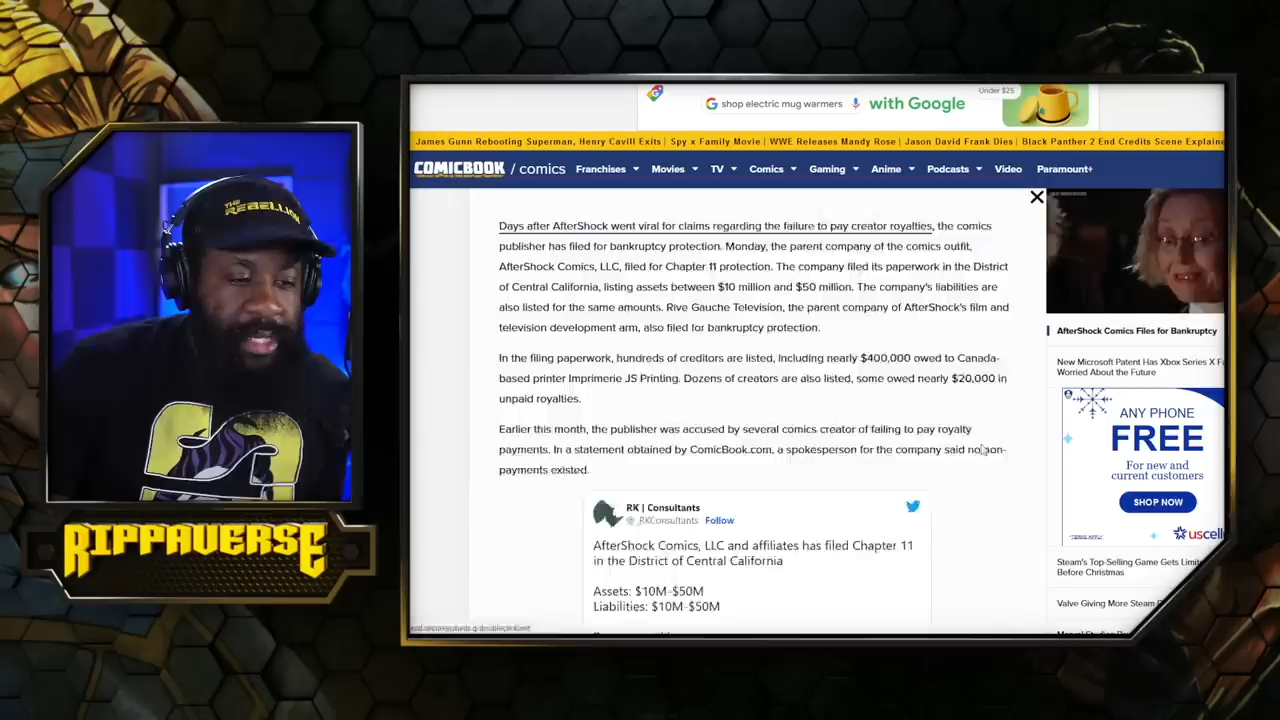 Under $25
shop electric mug warmers
with Google
James Gunn Rebooting Superman, Henry Cavill Exits | Spy x Family Movie | WWE Releases Mandy Rose | Jason David Frank Dies | Black Panther 2 End Credits Scene Explaine
COMICBOOK / comics Franchises Movies TV Comics Gaming Anime Podcasts Video Paramount+
THE
REBELLION
Days after AfterShock went viral for claims regarding the failure to pay creator royalties, the comics
publisher has filed for bankruptcy protection. Monday, the parent company of the comics outfit,
AfterShock Comics, LLC, filed for Chapter 11 protection. The company filed its paperwork in the District
of Central California, listing assets between $10 million and $50 million. The company's liabilities are
also listed for the same amounts. Rive Gauche Television, the parent company of AfterShock's film and
television development arm, also filed for bankruptcy protection.
In the filing paperwork, hundreds of creditors are listed, including nearly $400,000 owed to Canada-
based printer Imprimerie JS Printing. Dozens of creators are also listed, some owed nearly $20,000 in
unpaid royalties.
Earlier this month, the publisher was accused by several comics creator of failing to pay royalty
payments. In a statement obtained by ComicBook.com, a spokesperson for the company said no non-
payments existed.
RK | Consultants
@_RKConsultants Follow
AfterShock Comics, LLC and affiliates has filed Chapter 11
in the District of Central California
Assets: $10M-$50M
Liabilities: $10M-$50M
AfterShock Comics Files for Bankruptcy
New Microsoft Patent Has Xbox Series X F
Worried About the Future
ANY PHONE
FREE
For new and
current customers
SHOP NOW
*TERMS APPLY
uscell
Steam's Top-Selling Game Gets Limit
Before Christmas
Valve Giving More Steam
RIPPAVERSE